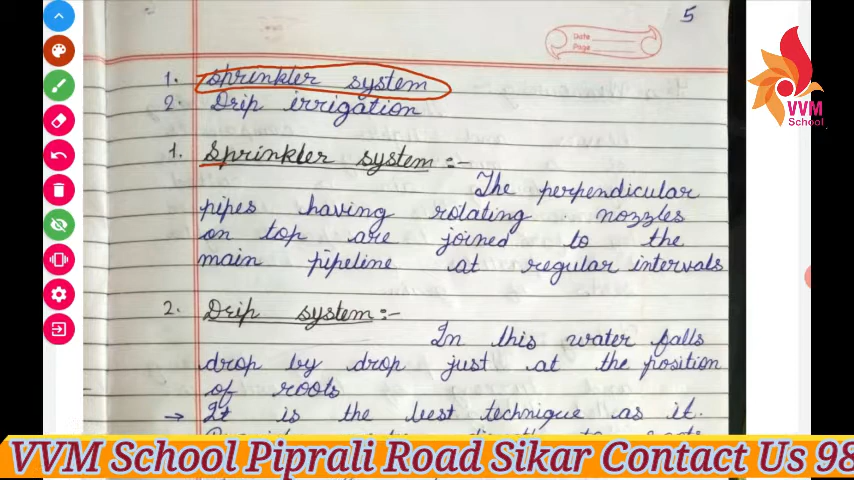 5
Date
Page
VVM
School
1. Sprinkler system
2. Drip irrigation
1. Sprinkler system :-
The perpendicular
pipes having rotating nozzles
on top are joined to the
main pipeline at regular intervals
2. Drip system :-
In this water falls
drop by drop just at the position
of roots
→ It is the best technique as it.
VVM School Piprali Road Sikar Contact Us 98